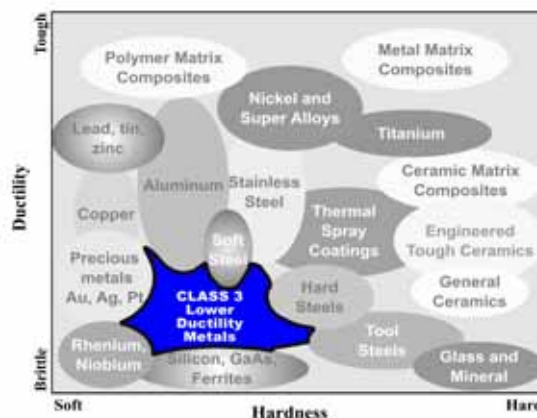 Tough
Polymer Matrix
Composites
Metal Matrix
Composites
Nickel and
Super Alloys
Lead, tin,
zinc
Titanium
Aluminum
Stainless
Steel
Ceramic Matrix
Composites
Ductility
Copper
Thermal
Spray
Coatings
Engineered
Tough Ceramics
Soft
Steel
Precious
metals
Au, Ag, Pt
CLASS 3
Lower
Ductility
Metals
Hard
Steels
General
Ceramics
Rhenium,
Niobium
Tool
Steels
Silicon, GaAs,
Ferrites
Glass and
Mineral
Brittle
Soft
Hardness
Hard